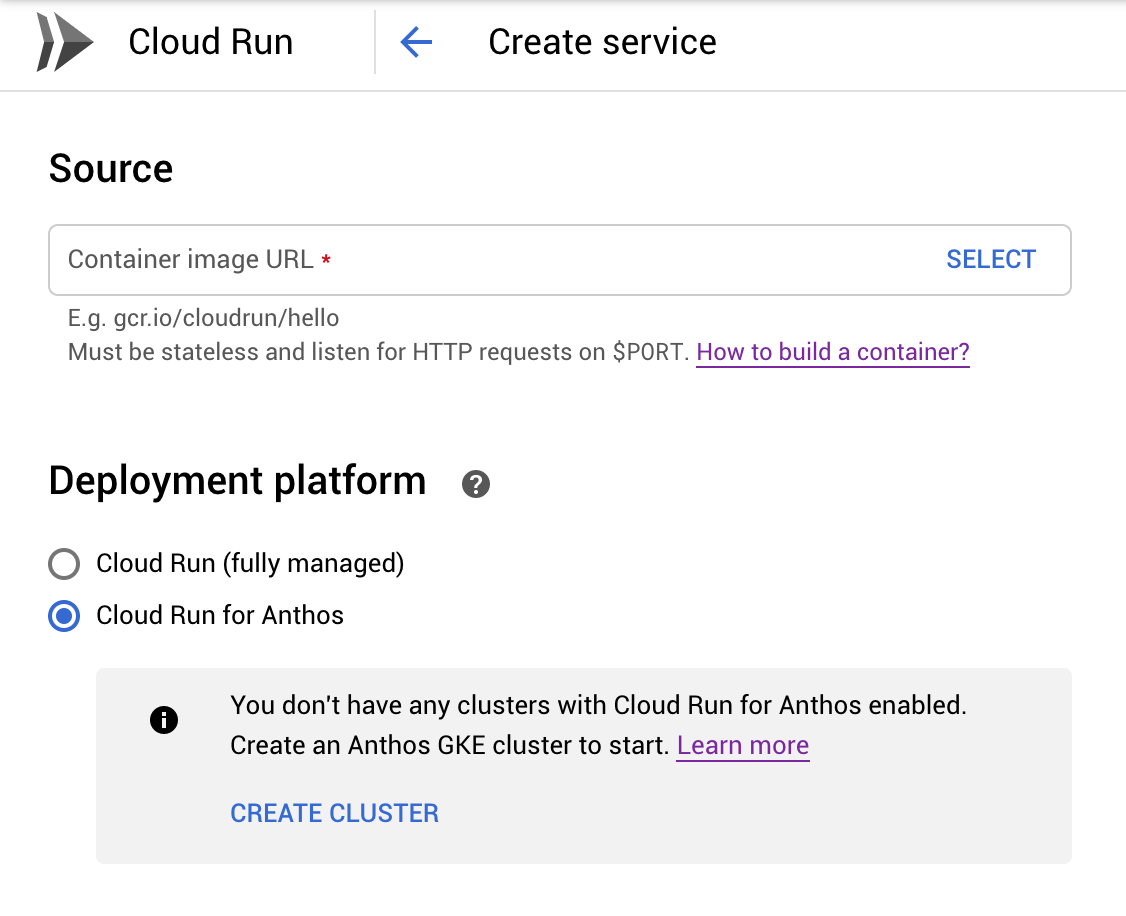 Cloud Run
Create service
Source
Container image URL *
SELECT
E.g. gcr.io/cloudrun/hello
Must be stateless and listen for HTTP requests on $PORT. How to build a container?
Deployment platform
Cloud Run (fully managed)
Cloud Run for Anthos
You don't have any clusters with Cloud Run for Anthos enabled.
Create an Anthos GKE cluster to start. Learn more
CREATE CLUSTER